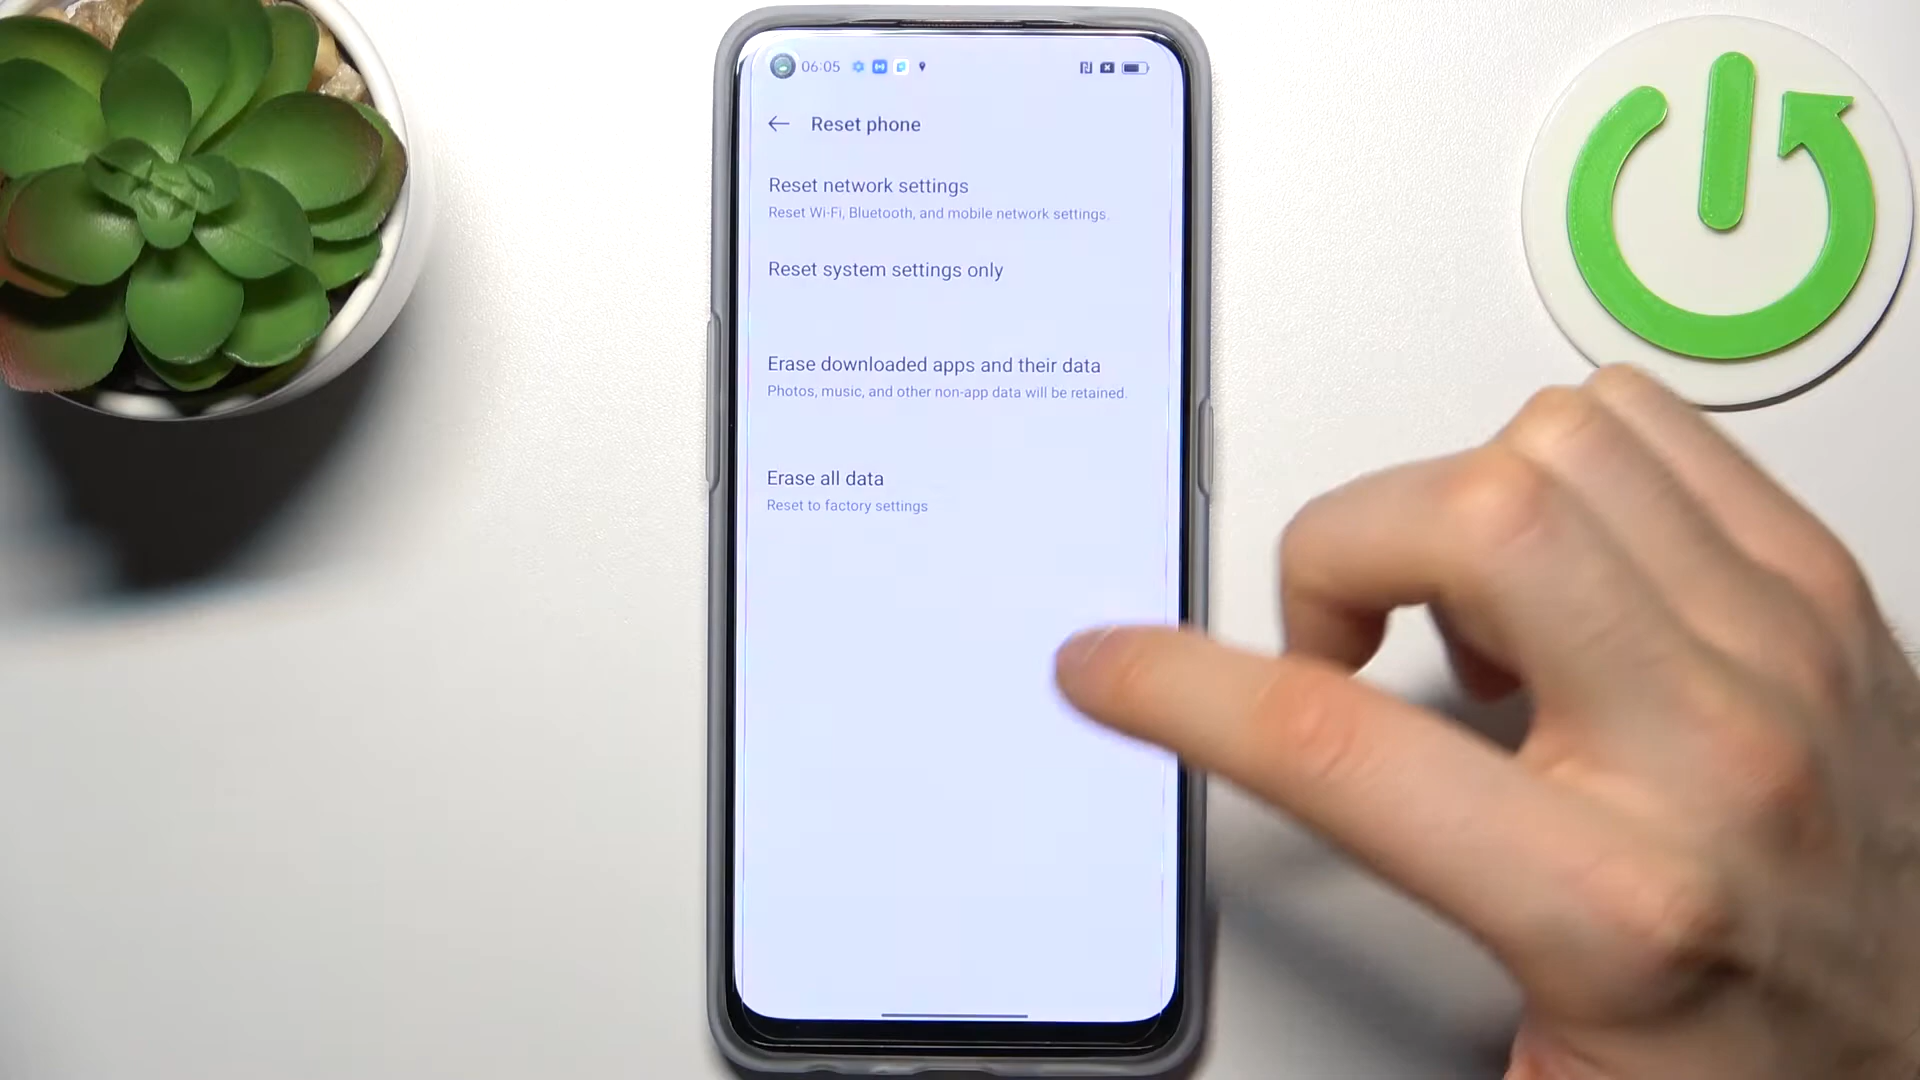 06:05
Reset phone
Reset network settings
Reset Wi-Fi, Bluetooth, and mobile network settings.
Reset system settings only
Erase downloaded apps and their data
Photos, music, and other non-app data will be retained.
Erase all data
Reset to factory settings